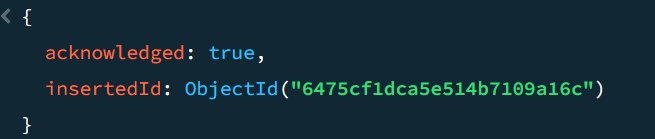 {
acknowledged: true,
insertedId: ObjectId("6475cf1dca5e514b7109a16c")
}